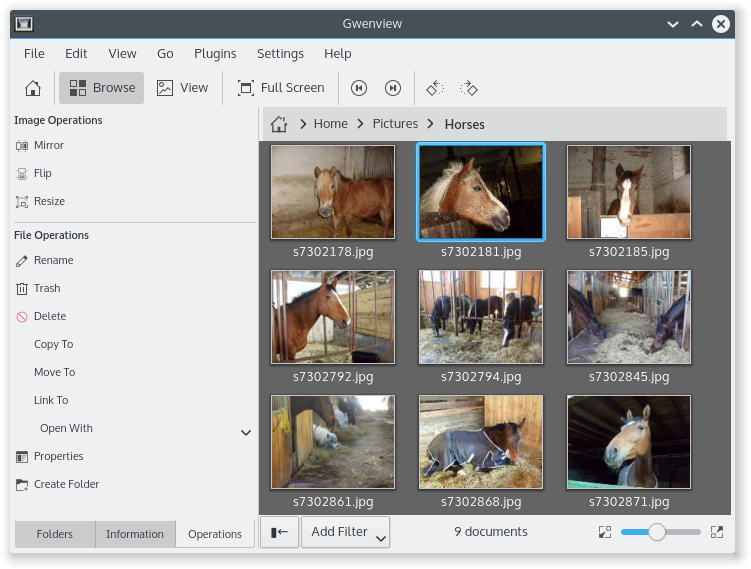 Gwenview
File Edit View Go Plugins Settings Help
Browse View Full Screen
Image Operations
Mirror
Flip
Resize
File Operations
Rename
Trash
Delete
Copy To
Move To
Link To
Open With
Properties
Create Folder
Folders Information Operations
Home Pictures Horses
s7302178.jpg s7302181.jpg s7302185.jpg
s7302792.jpg s7302794.jpg s7302845.jpg
s7302861.jpg s7302868.jpg s7302871.jpg
Add Filter 9 documents